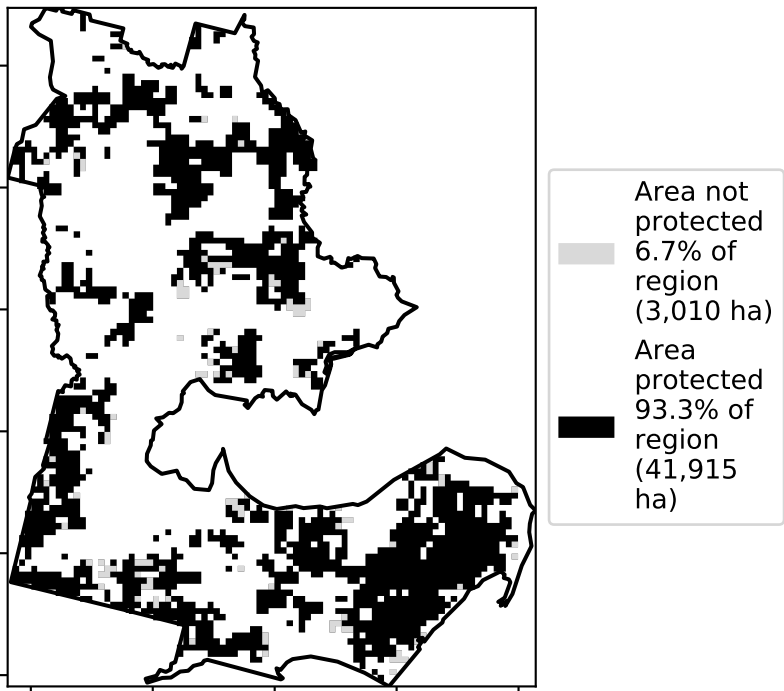 Area not
protected
6.7% of
region
(3,010 ha)
Area
protected
93.3% of
region
(41,915
ha)